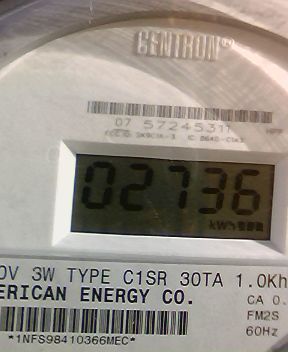 CENTRON®
07 57245311
02736
kWh
0V 3W TYPE C1SR 30TA 1.0Kh
ERICAN ENERGY CO.
CA 0.
FM2S
60Hz
*1NFS98410366MEC*